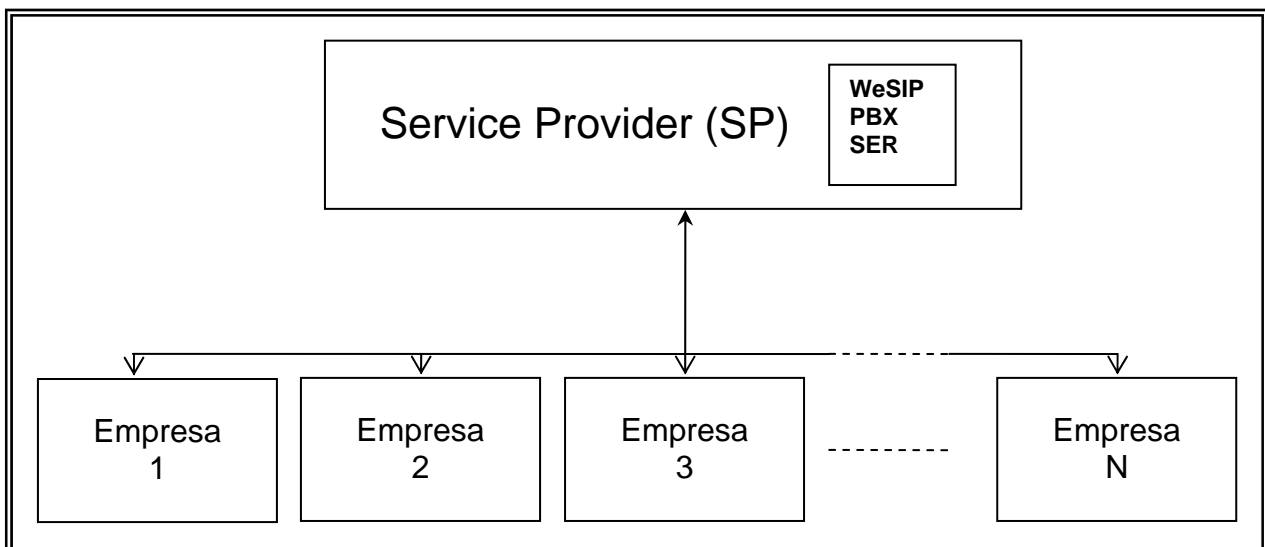 Service Provider (SP)
WeSIP
PBX
SER
Empresa
1
Empresa
2
Empresa
3
Empresa
N